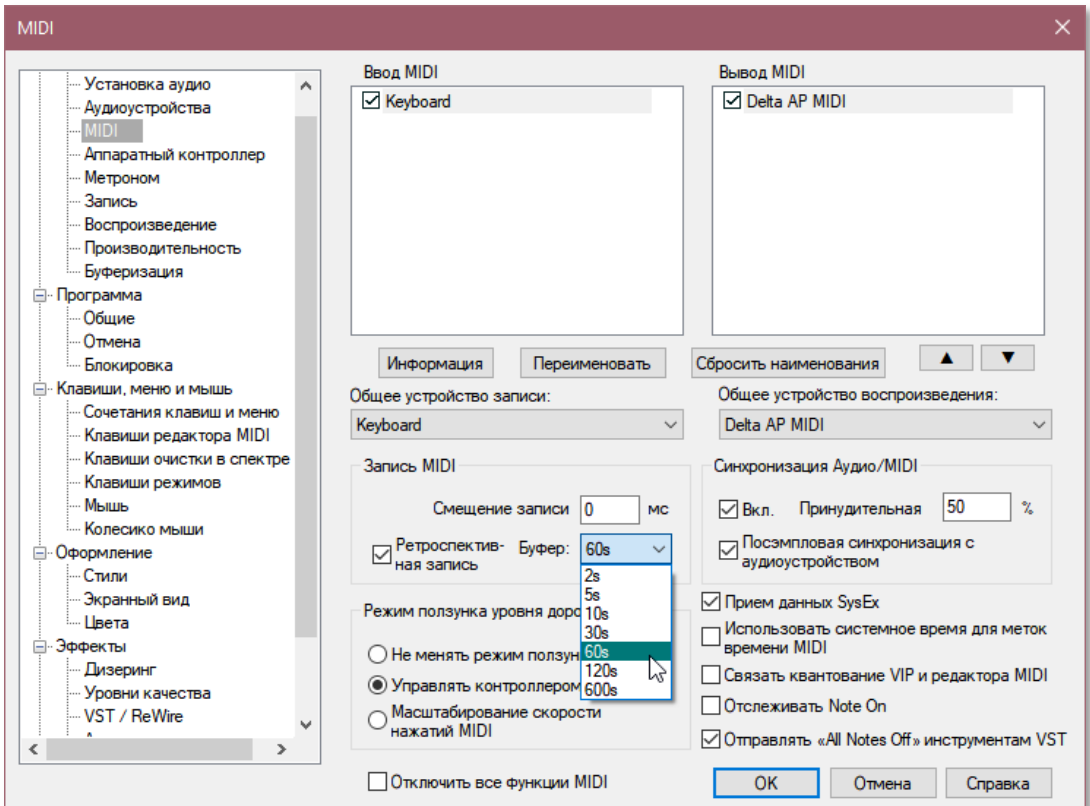 MIDI
Установка аудио
Аудиоустройства
MIDI
Аппаратный контроллер
Метроном
Запись
Воспроизведение
Производительность
Буферизация
Программа
Общие
Отмена
Блокировка
Клавиши, меню и мышь
Сочетания клавиш и меню
Клавиши редактора MIDI
Клавиши очистки в спектре
Клавиши режимов
Мышь
Колесико мыши
Оформление
Стили
Экранный вид
Цвета
Эффекты
Дизеринг
Уровни качества
VST / ReWire
Ввод MIDI
Keyboard
Вывод MIDI
Delta AP MIDI
Информация
Переименовать
Сбросить наименования
▲
▼
Общее устройство записи:
Keyboard
Общее устройство воспроизведения:
Delta AP MIDI
Запись MIDI
Смещение записи 0 мс
Ретроспектив-
ная запись
Буфер: 60s
2s
5s
10s
30s
60s
120s
600s
Режим ползунка уровня доро
Не менять режим ползун
Управлять контроллером
Масштабирование скорости
нажатий MIDI
Отключить все функции MIDI
Синхронизация Аудио/MIDI
Вкл. Принудительная 50 %
Посэмпловая синхронизация с
аудиоустройством
Прием данных SysEx
Использовать системное время для меток
времени MIDI
Связать квантование VIP и редактора MIDI
Отслеживать Note On
Отправлять «All Notes Off» инструментам VST
OK
Отмена
Справка